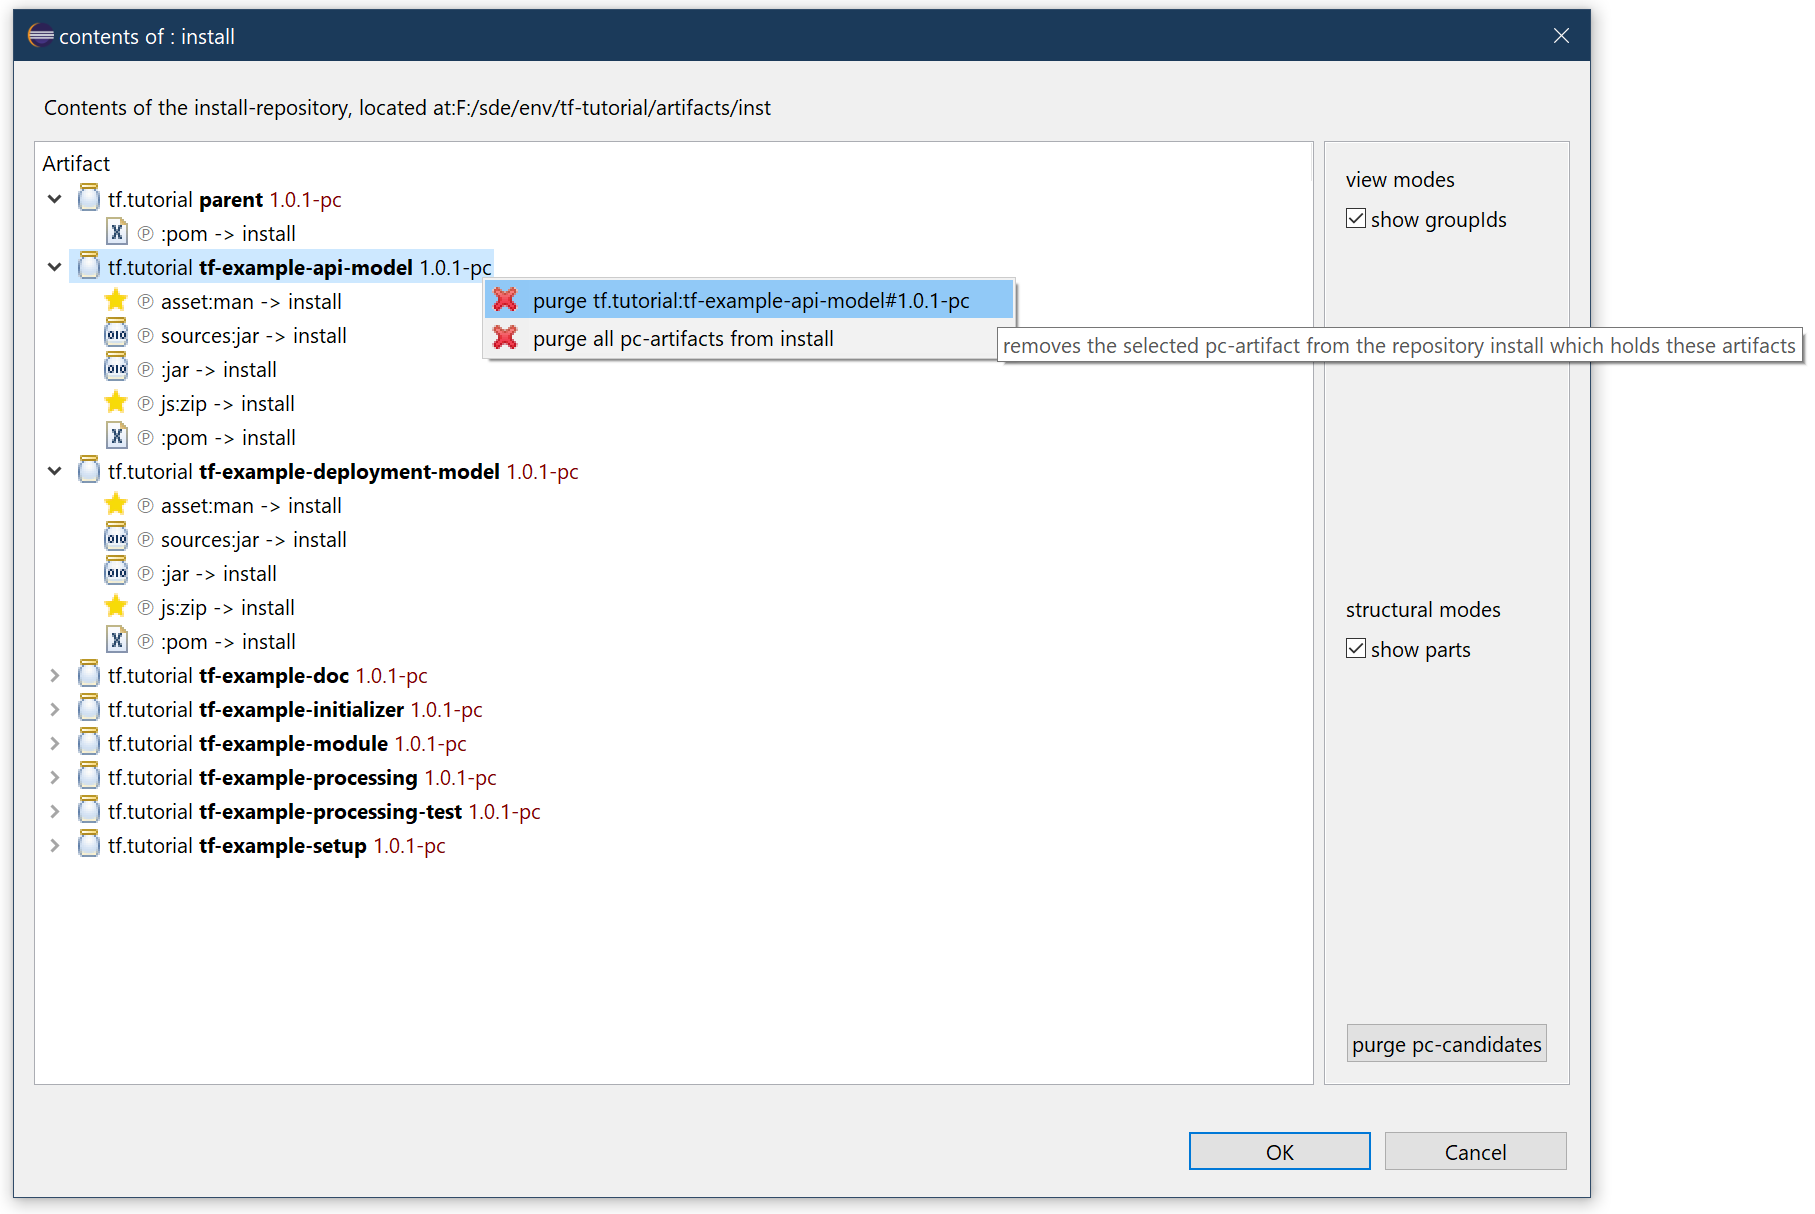 contents of : install
Contents of the install-repository, located at:F:/sde/env/tf-tutorial/artifacts/inst
Artifact
tf.tutorial parent 1.0.1-pc
Ⓟ :pom -> install
tf.tutorial tf-example-api-model 1.0.1-pc
Ⓟ asset:man -> install
Ⓟ sources:jar -> install
Ⓟ :jar -> install
Ⓟ js:zip -> install
Ⓟ :pom -> install
tf.tutorial tf-example-deployment-model 1.0.1-pc
Ⓟ asset:man -> install
Ⓟ sources:jar -> install
Ⓟ :jar -> install
Ⓟ js:zip -> install
Ⓟ :pom -> install
tf.tutorial tf-example-doc 1.0.1-pc
tf.tutorial tf-example-initializer 1.0.1-pc
tf.tutorial tf-example-module 1.0.1-pc
tf.tutorial tf-example-processing 1.0.1-pc
tf.tutorial tf-example-processing-test 1.0.1-pc
tf.tutorial tf-example-setup 1.0.1-pc
purge tf.tutorial:tf-example-api-model#1.0.1-pc
purge all pc-artifacts from install
removes the selected pc-artifact from the repository install which holds these artifacts
view modes
show groupIds
structural modes
show parts
purge pc-candidates
OK
Cancel